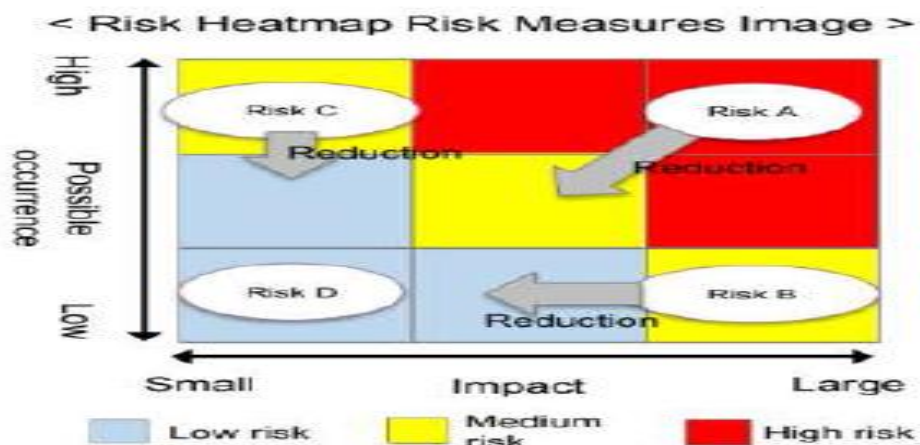 < Risk Heatmap Risk Measures Image >
High
Possible
occurrence
Low
Risk C
Risk A
Reduction
Reduction
Risk D
Risk B
Reduction
Small
Impact
Large
Low risk
Medium
risk
High risk